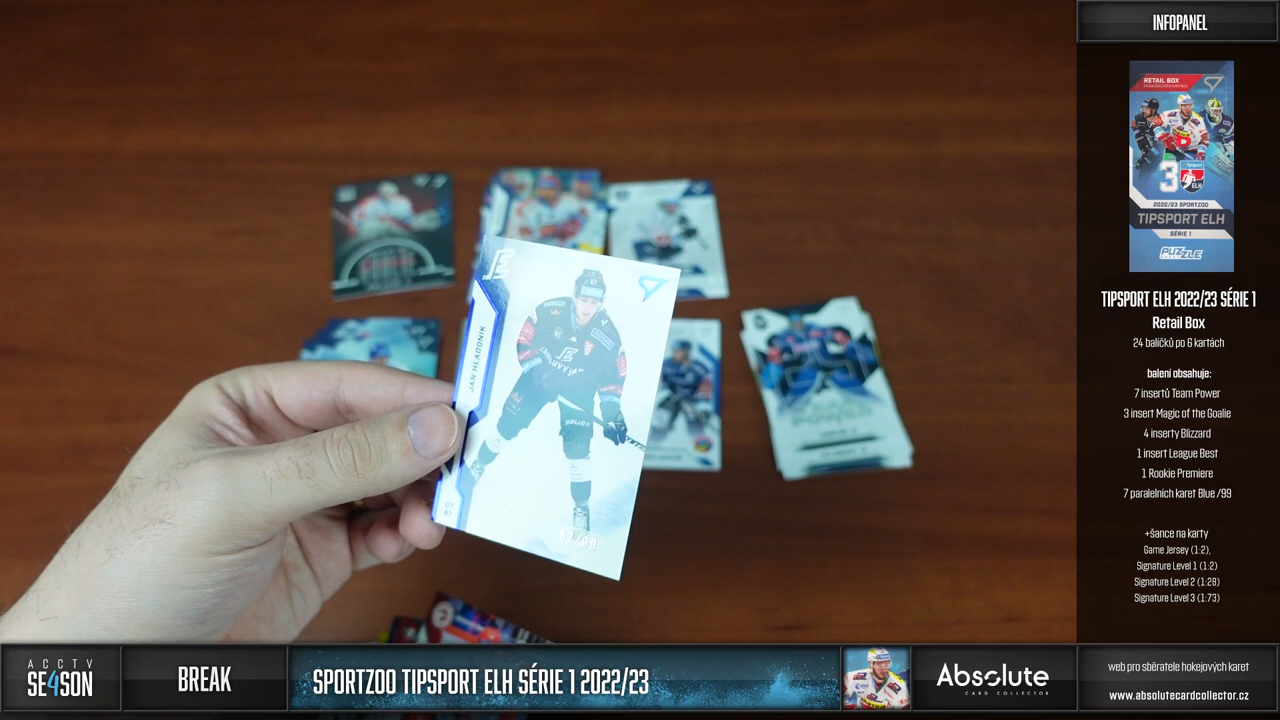 INFOPANEL
RETAIL BOX
3
Tipsport
ELH
2022/23 SPORTZOO
TIPSPORT ELH
SÉRIE 1
PUZZLE
TIPSPORT ELH 2022/23 SÉRIE 1
Retail Box
24 balíčků po 6 kartách
balení obsahuje:
7 insertů Team Power
3 insert Magic of the Goalie
4 inserty Blizzard
1 insert League Best
1 Rookie Premiere
7 paralelních karet Blue /99
+šance na karty
Game Jersey (1:2),
Signature Level 1 (1:2)
Signature Level 2 (1:28)
Signature Level 3 (1:73)
JAN HLADONIK
ACCTV
SE4SON
BREAK
SPORTZOO TIPSPORT ELH SÉRIE 1 2022/23
Absolute
CARD COLLECTOR
web pro sběratele hokejových karet
www.absolutecardcollector.cz